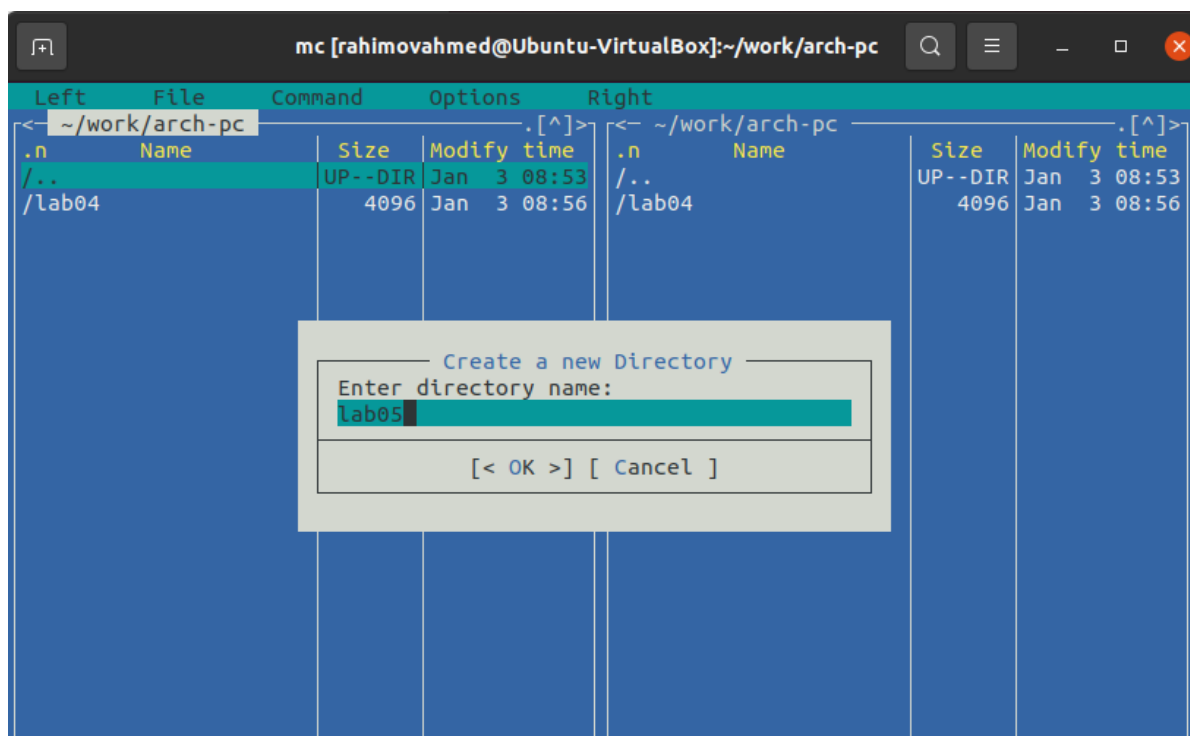 mc [rahimovahmed@Ubuntu-VirtualBox]:~/work/arch-pc
Left File Command Options Right
<─ ~/work/arch-pc ─.[^]>
.n Name Size Modify time
/.. UP--DIR Jan 3 08:53
/lab04 4096 Jan 3 08:56
<─ ~/work/arch-pc ─.[^]>
.n Name Size Modify time
/.. UP--DIR Jan 3 08:53
/lab04 4096 Jan 3 08:56
Create a new Directory
Enter directory name:
lab05
[< OK >] [ Cancel ]